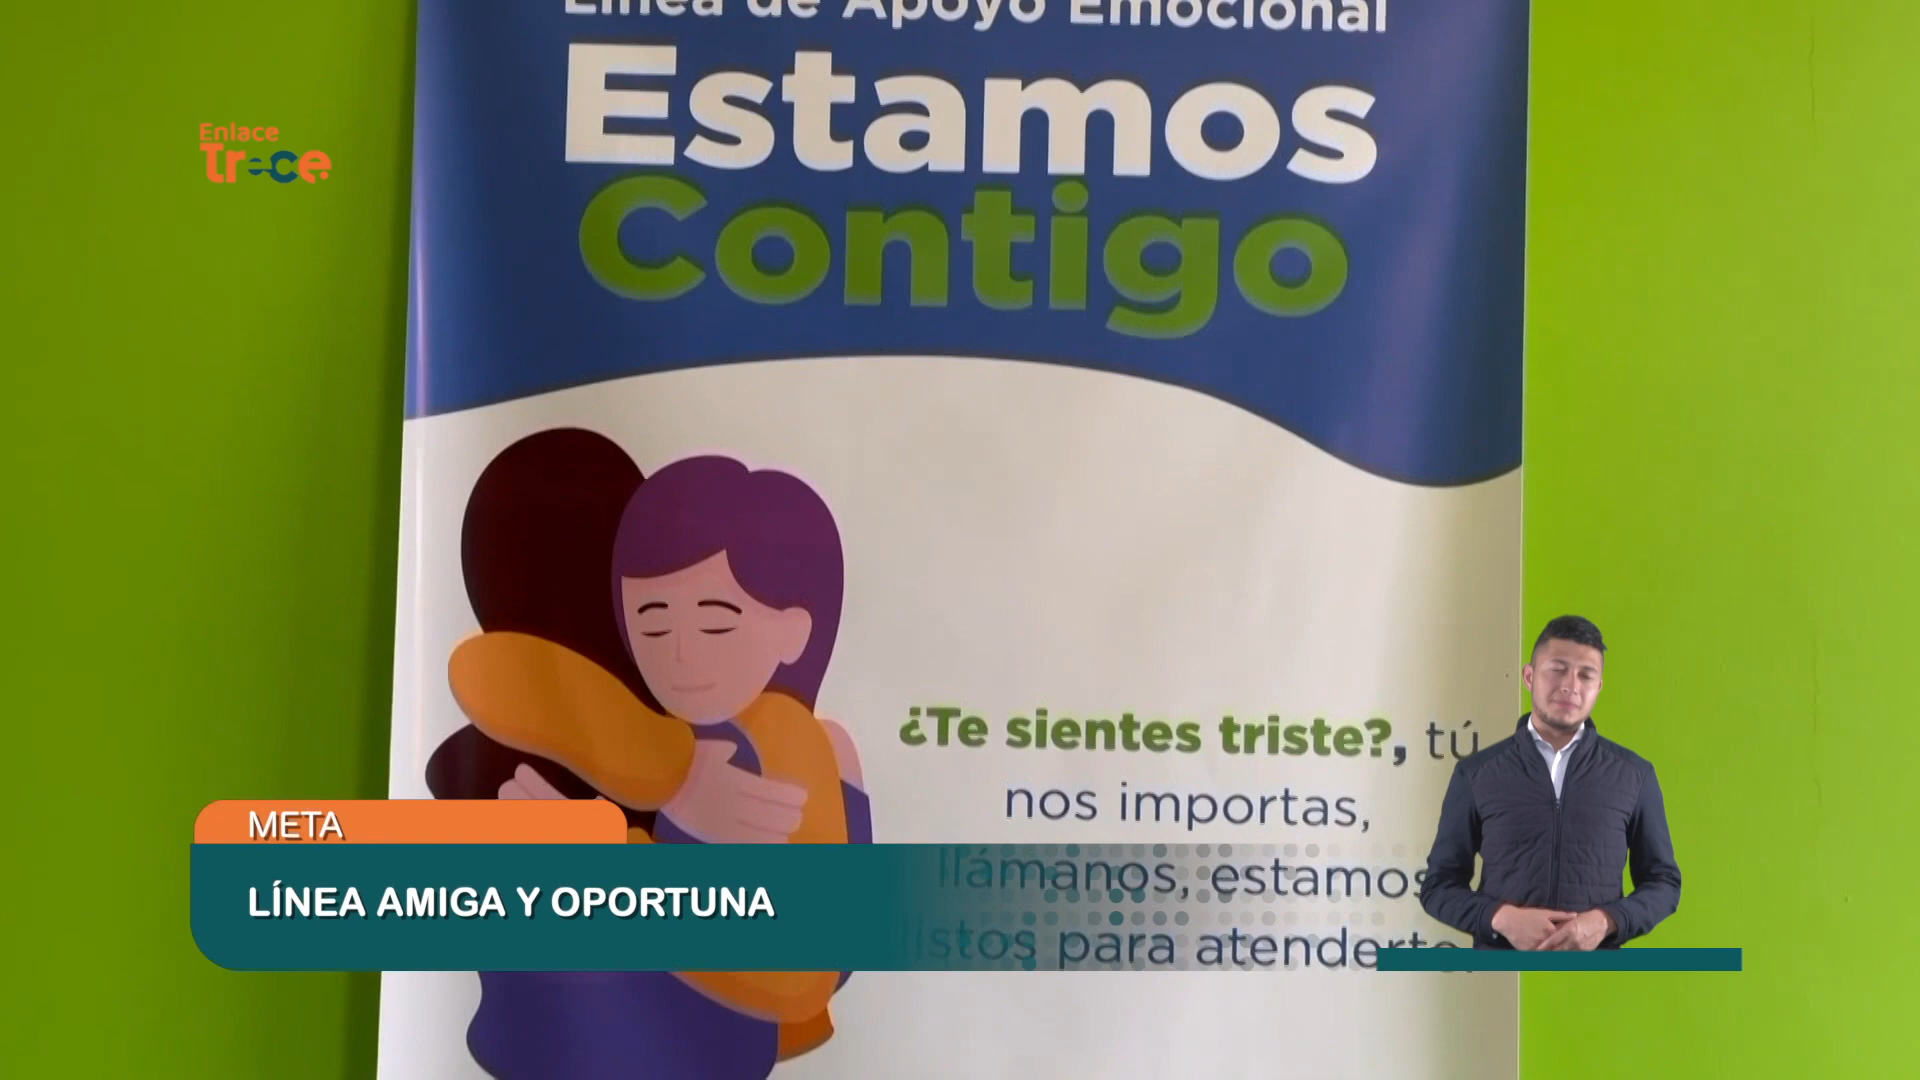 Línea de Apoyo Emocional
Estamos
Contigo
Enlace
Trece
¿Te sientes triste?, tú
nos importas,
llámanos, estamos
listos para atenderte.
META
LÍNEA AMIGA Y OPORTUNA